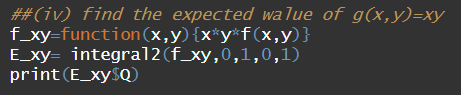 ##(iv) find the expected walue of g(x,y)=xy
f_xy=function(x,y){x*y*f(x,y)}
E_xy= integral2(f_xy,0,1,0,1)
print(E_xy$Q)